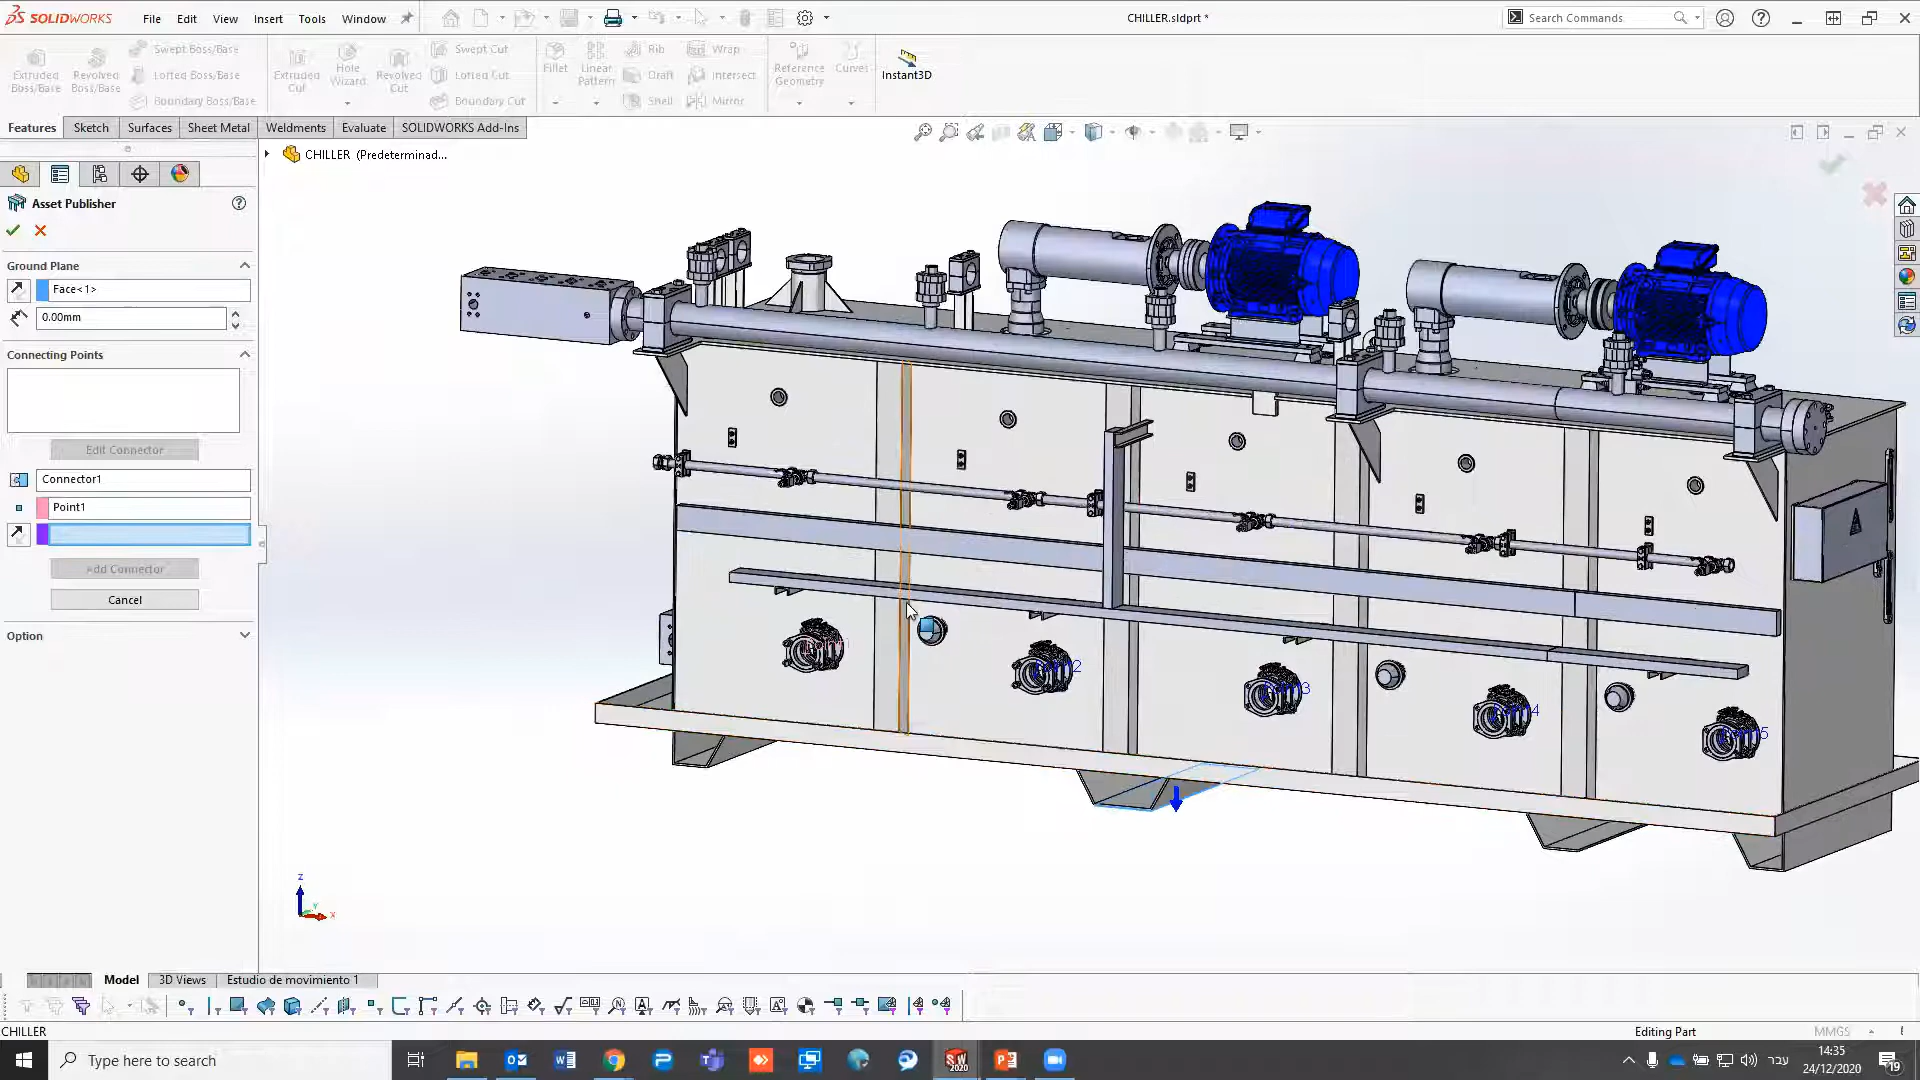 SOLIDWORKS
File Edit View Insert Tools Window
CHILLER.sldprt *
Search Commands
Extruded Boss/Base
Revolved Boss/Base
Swept Boss/Base
Lofted Boss/Base
Boundary Boss/Base
Extruded Cut
Hole Wizard
Revolved Cut
Swept Cut
Lofted Cut
Boundary Cut
Fillet
Linear Pattern
Rib
Draft
Shell
Wrap
Intersect
Mirror
Reference Geometry
Curves
Instant3D
Features Sketch Surfaces Sheet Metal Weldments Evaluate SOLIDWORKS Add-Ins
CHILLER (Predeterminad...
Asset Publisher
Ground Plane
Face<1>
0.00mm
Connecting Points
Edit Connector
Connector1
Point1
Add Connector
Cancel
Option
z
y
x
Model 3D Views Estudio de movimiento 1
CHILLER
Editing Part
MMGS
Type here to search
SW
2020
עבר
14:35
24/12/2020
19